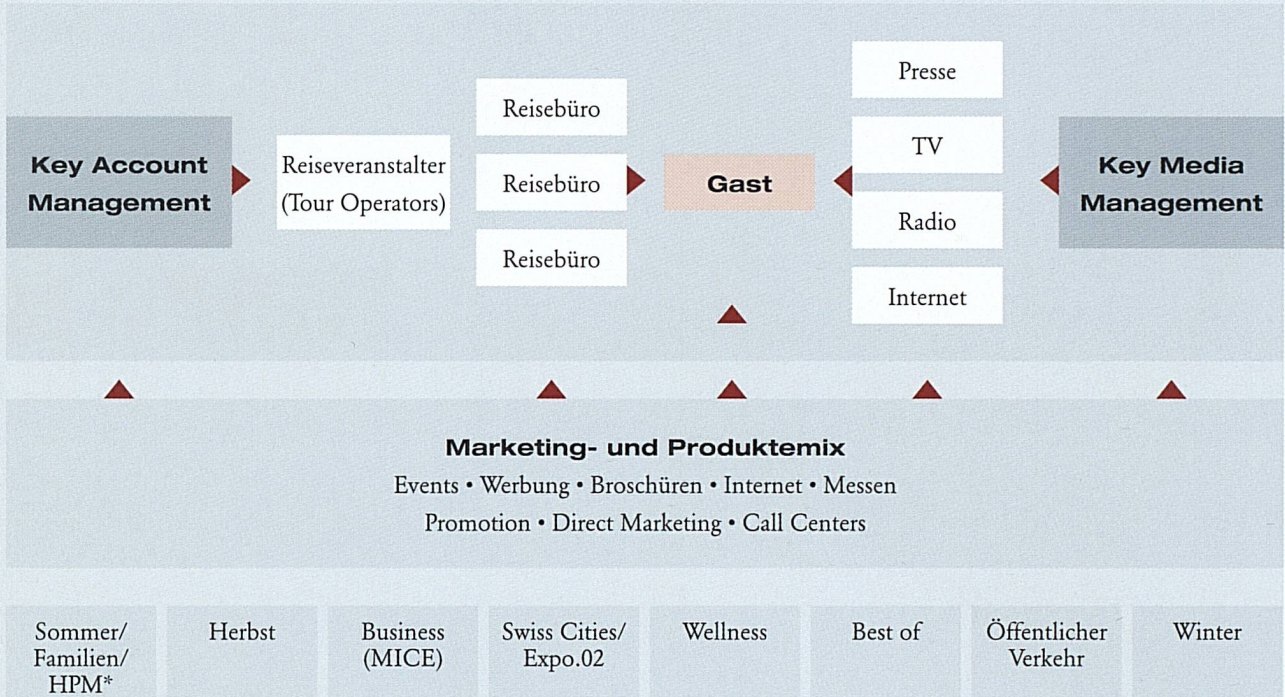 Key Account
Management
Reiseveranstalter
(Tour Operators)
Reisebüro
Reisebüro
Reisebüro
Gast
Presse
TV
Radio
Internet
Key Media
Management
Marketing- und Produktemix
Events • Werbung • Broschüren • Internet • Messen
Promotion • Direct Marketing • Call Centers
Sommer/
Familien/
HPM*
Herbst
Business
(MICE)
Swiss Cities/
Expo.02
Wellness
Best of
Öffentlicher
Verkehr
Winter